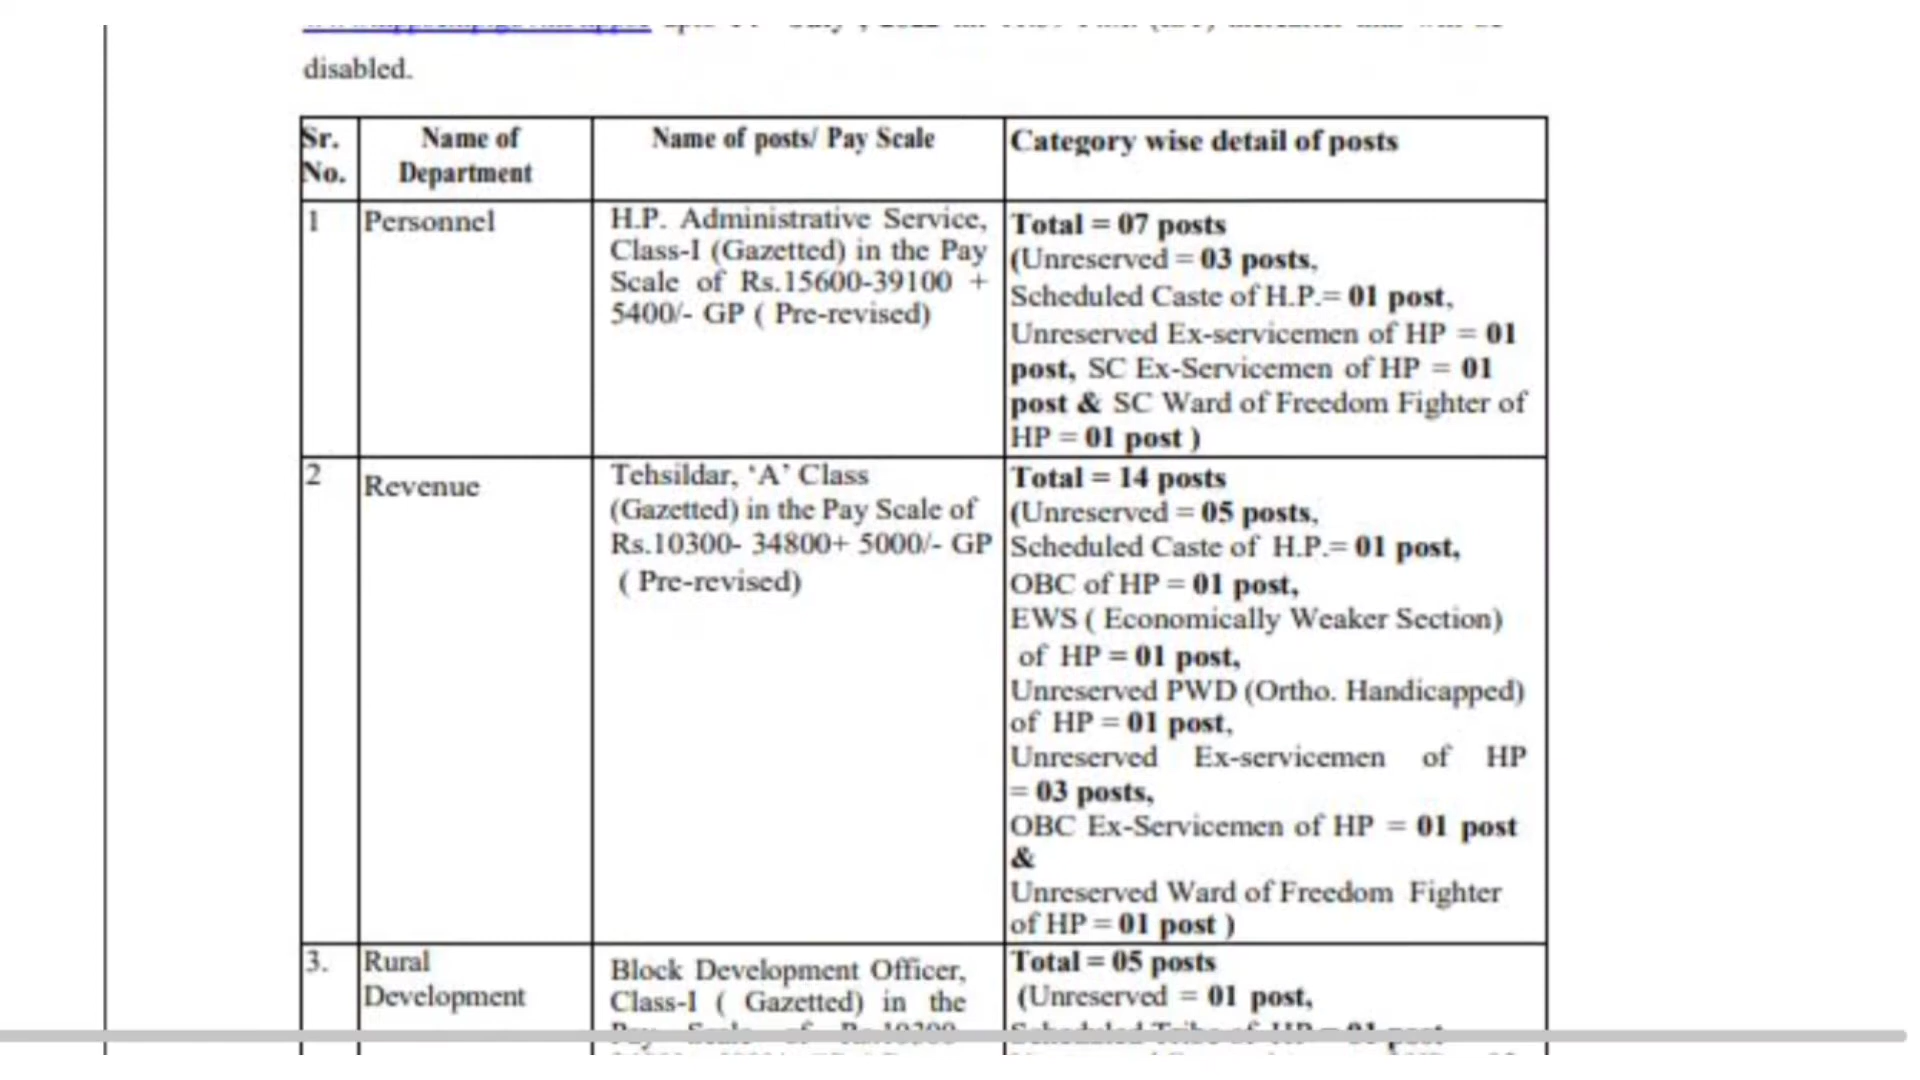 disabled.
Sr. No.
Name of Department
Name of posts/ Pay Scale
Category wise detail of posts
1
Personnel
H.P. Administrative Service,
Class-I (Gazetted) in the Pay
Scale of Rs.15600-39100 +
5400/- GP ( Pre-revised)
Total = 07 posts
(Unreserved = 03 posts,
Scheduled Caste of H.P.= 01 post,
Unreserved Ex-servicemen of HP = 01
post, SC Ex-Servicemen of HP = 01
post & SC Ward of Freedom Fighter of
HP = 01 post )
2
Revenue
Tehsildar, ‘A’ Class
(Gazetted) in the Pay Scale of
Rs.10300- 34800+ 5000/- GP
( Pre-revised)
Total = 14 posts
(Unreserved = 05 posts,
Scheduled Caste of H.P.= 01 post,
OBC of HP = 01 post,
EWS ( Economically Weaker Section)
of HP = 01 post,
Unreserved PWD (Ortho. Handicapped)
of HP = 01 post,
Unreserved Ex-servicemen of HP
= 03 posts,
OBC Ex-Servicemen of HP = 01 post
&
Unreserved Ward of Freedom Fighter
of HP = 01 post )
3.
Rural
Development
Block Development Officer,
Class-I ( Gazetted) in the
Total = 05 posts
(Unreserved = 01 post,